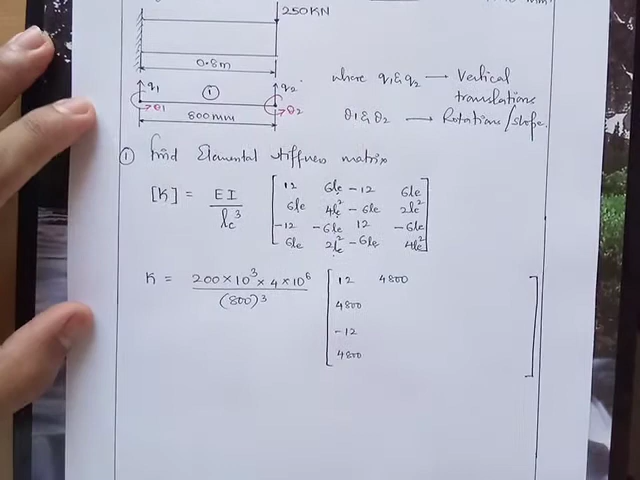 250KN
0.8m
q1 q2
①
θ1 θ2
800mm
where q1 & q2 → Vertical
translations
θ1 & θ2 → Rotations/slope.
① find Elemental stiffness matrix
[K] = EI / le³ [ 12 6le -12 6le
6le 4le² -6le 2le²
-12 -6le 12 -6le
6le 2le² -6le 4le² ]
K = 200×10³×4×10⁶ / (800)³ [ 12 4800
4800
-12
4800 ]